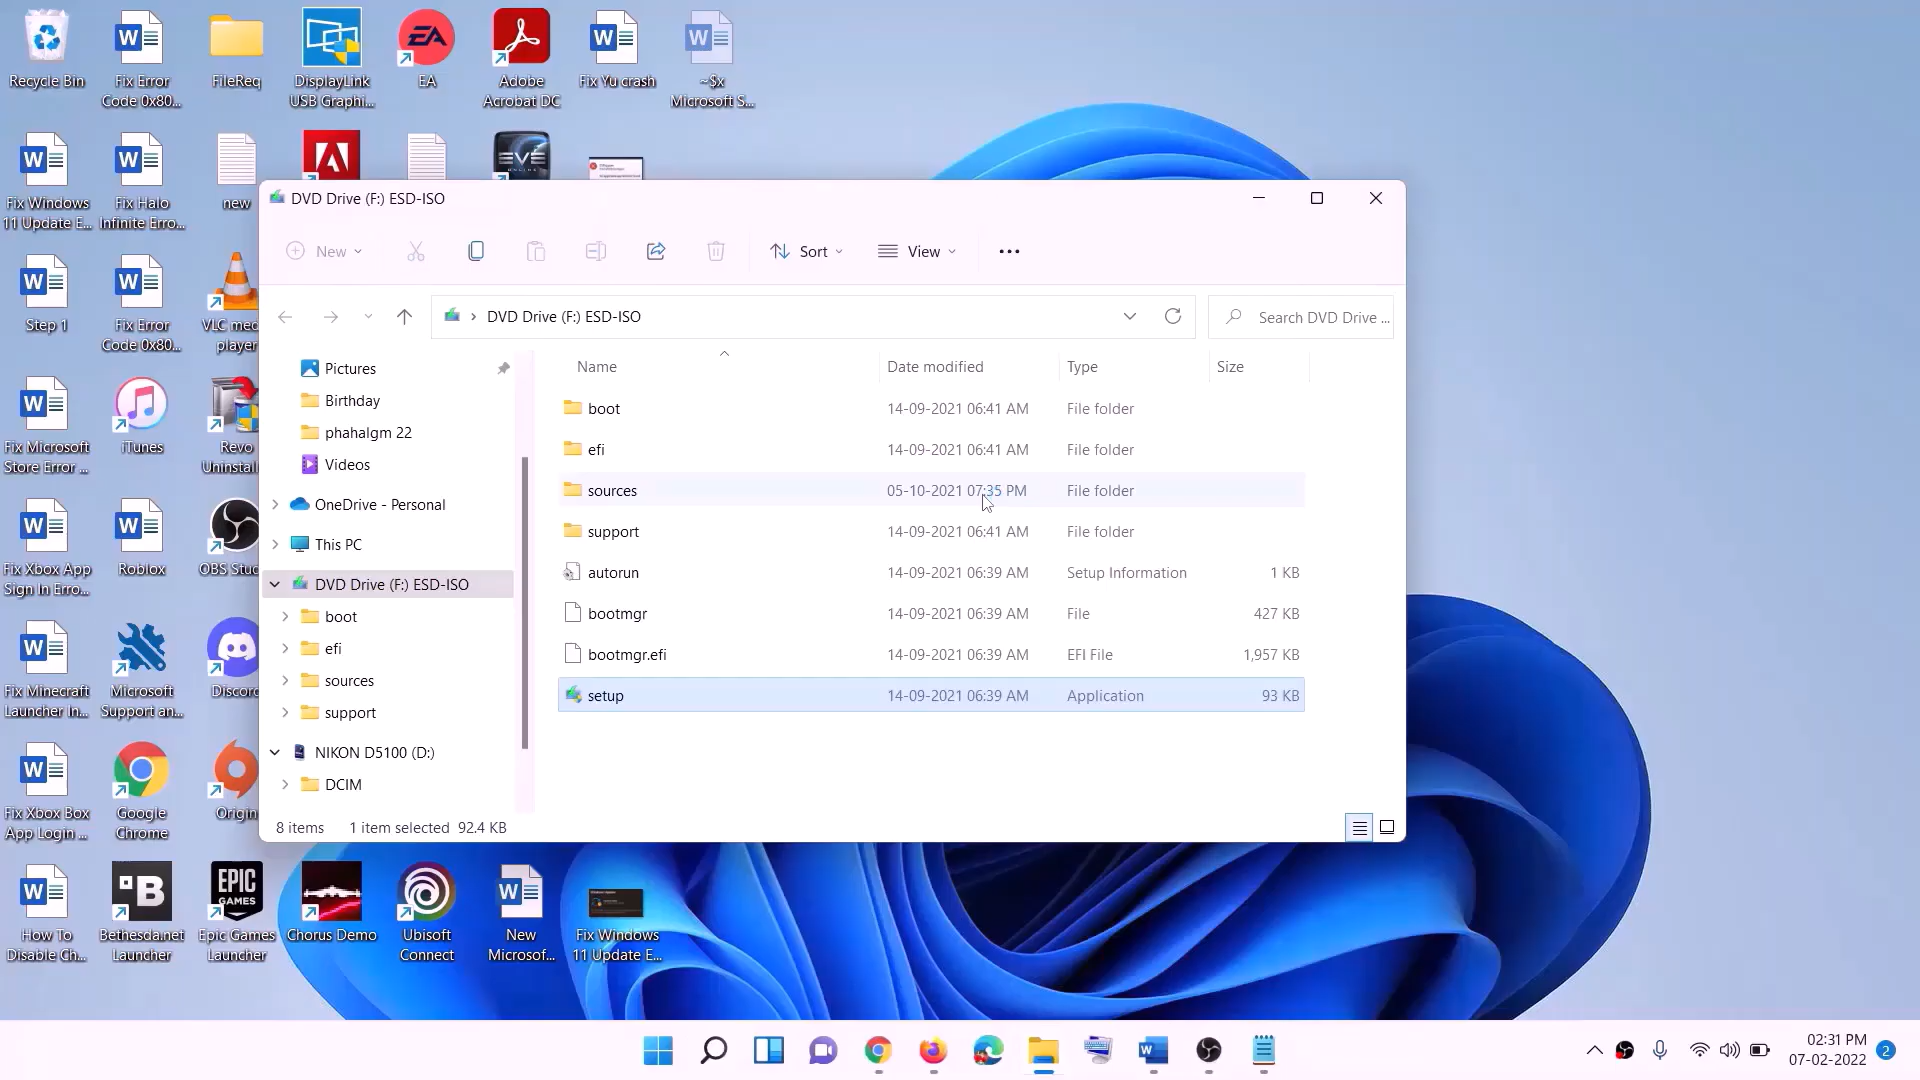 Recycle Bin
Fix Error
Code 0x80...
FileReq
DisplayLink
USB Graphi...
EA
Adobe
Acrobat DC
Fix Yu crash
~$x
Microsoft S...
Fix Windows
11 Update E...
Fix Halo
Infinite Erro...
new
EVE
Step 1
Fix Error
Code 0x80...
VLC med
player
Fix Microsoft
Store Error ...
iTunes
Revo
Uninstall
Fix Xbox App
Sign In Erro...
Roblox
OBS Stud
Fix Minecraft
Launcher In...
Microsoft
Support an...
Discord
Fix Xbox Box
App Login ...
Google
Chrome
Origin
How To
Disable Ch...
Bethesda.net
Launcher
EPIC
GAMES
Epic Games
Launcher
Chorus Demo
Ubisoft
Connect
New
Microsof...
Fix Windows
11 Update E...
DVD Drive (F:) ESD-ISO
New
Sort
View
DVD Drive (F:) ESD-ISO
Search DVD Drive ...
Pictures
Birthday
phahalgm 22
Videos
OneDrive - Personal
This PC
DVD Drive (F:) ESD-ISO
boot
efi
sources
support
NIKON D5100 (D:)
DCIM
Name Date modified Type Size
boot 14-09-2021 06:41 AM File folder
efi 14-09-2021 06:41 AM File folder
sources 05-10-2021 07:35 PM File folder
support 14-09-2021 06:41 AM File folder
autorun 14-09-2021 06:39 AM Setup Information 1 KB
bootmgr 14-09-2021 06:39 AM File 427 KB
bootmgr.efi 14-09-2021 06:39 AM EFI File 1,957 KB
setup 14-09-2021 06:39 AM Application 93 KB
8 items 1 item selected 92.4 KB
02:31 PM
07-02-2022
2